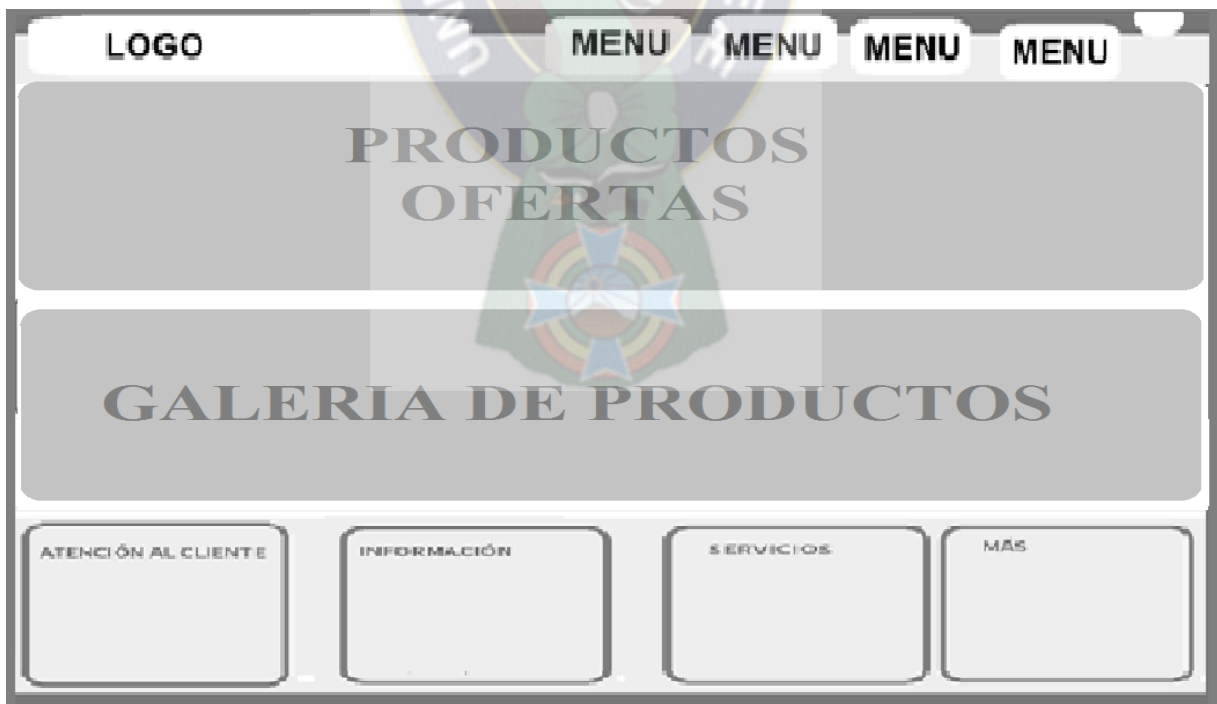 LOGO
MENU MENU MENU MENU
PRODUCTOS
OFERTAS
GALERIA DE PRODUCTOS
ATENCIÓN AL CLIENTE
INFORMACIÓN
SERVICIOS
MÁS